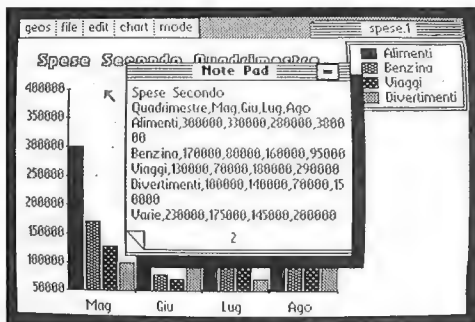 geos file edit chart mode
spese.1
Spese Secondo Quadrimestre
Alimenti
Benzina
Viaggi
Divertimenti
Note Pad
Spese Secondo
Quadrimestre,Mag,Giu,Lug,Ago
Alimenti,300000,330000,280000,3800
00
Benzina,170000,80000,160000,95000
Viaggi,130000,70000,180000,290000
Divertimenti,100000,140000,70000,15
0000
Varie,230000,175000,145000,200000
2
400000
350000
300000
250000
200000
150000
100000
50000
Mag Giu Lug Ago